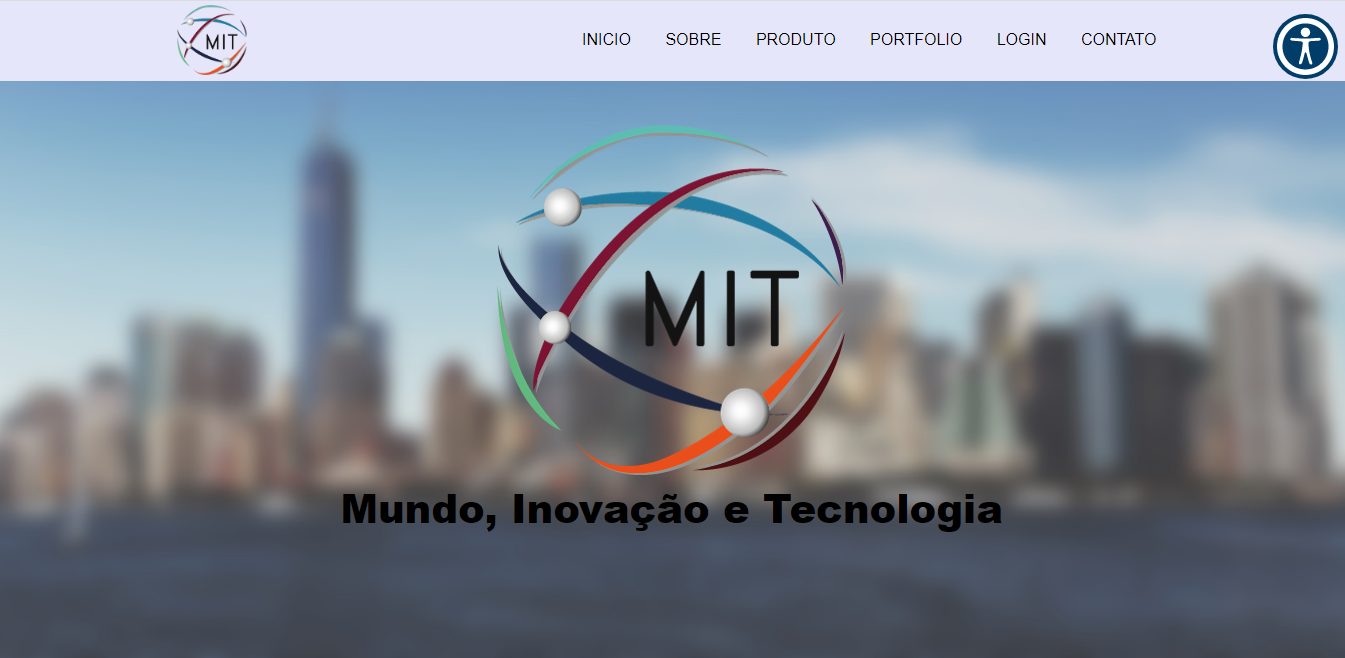 MIT
INICIO SOBRE PRODUTO PORTFOLIO LOGIN CONTATO
MIT
Mundo, Inovação e Tecnologia